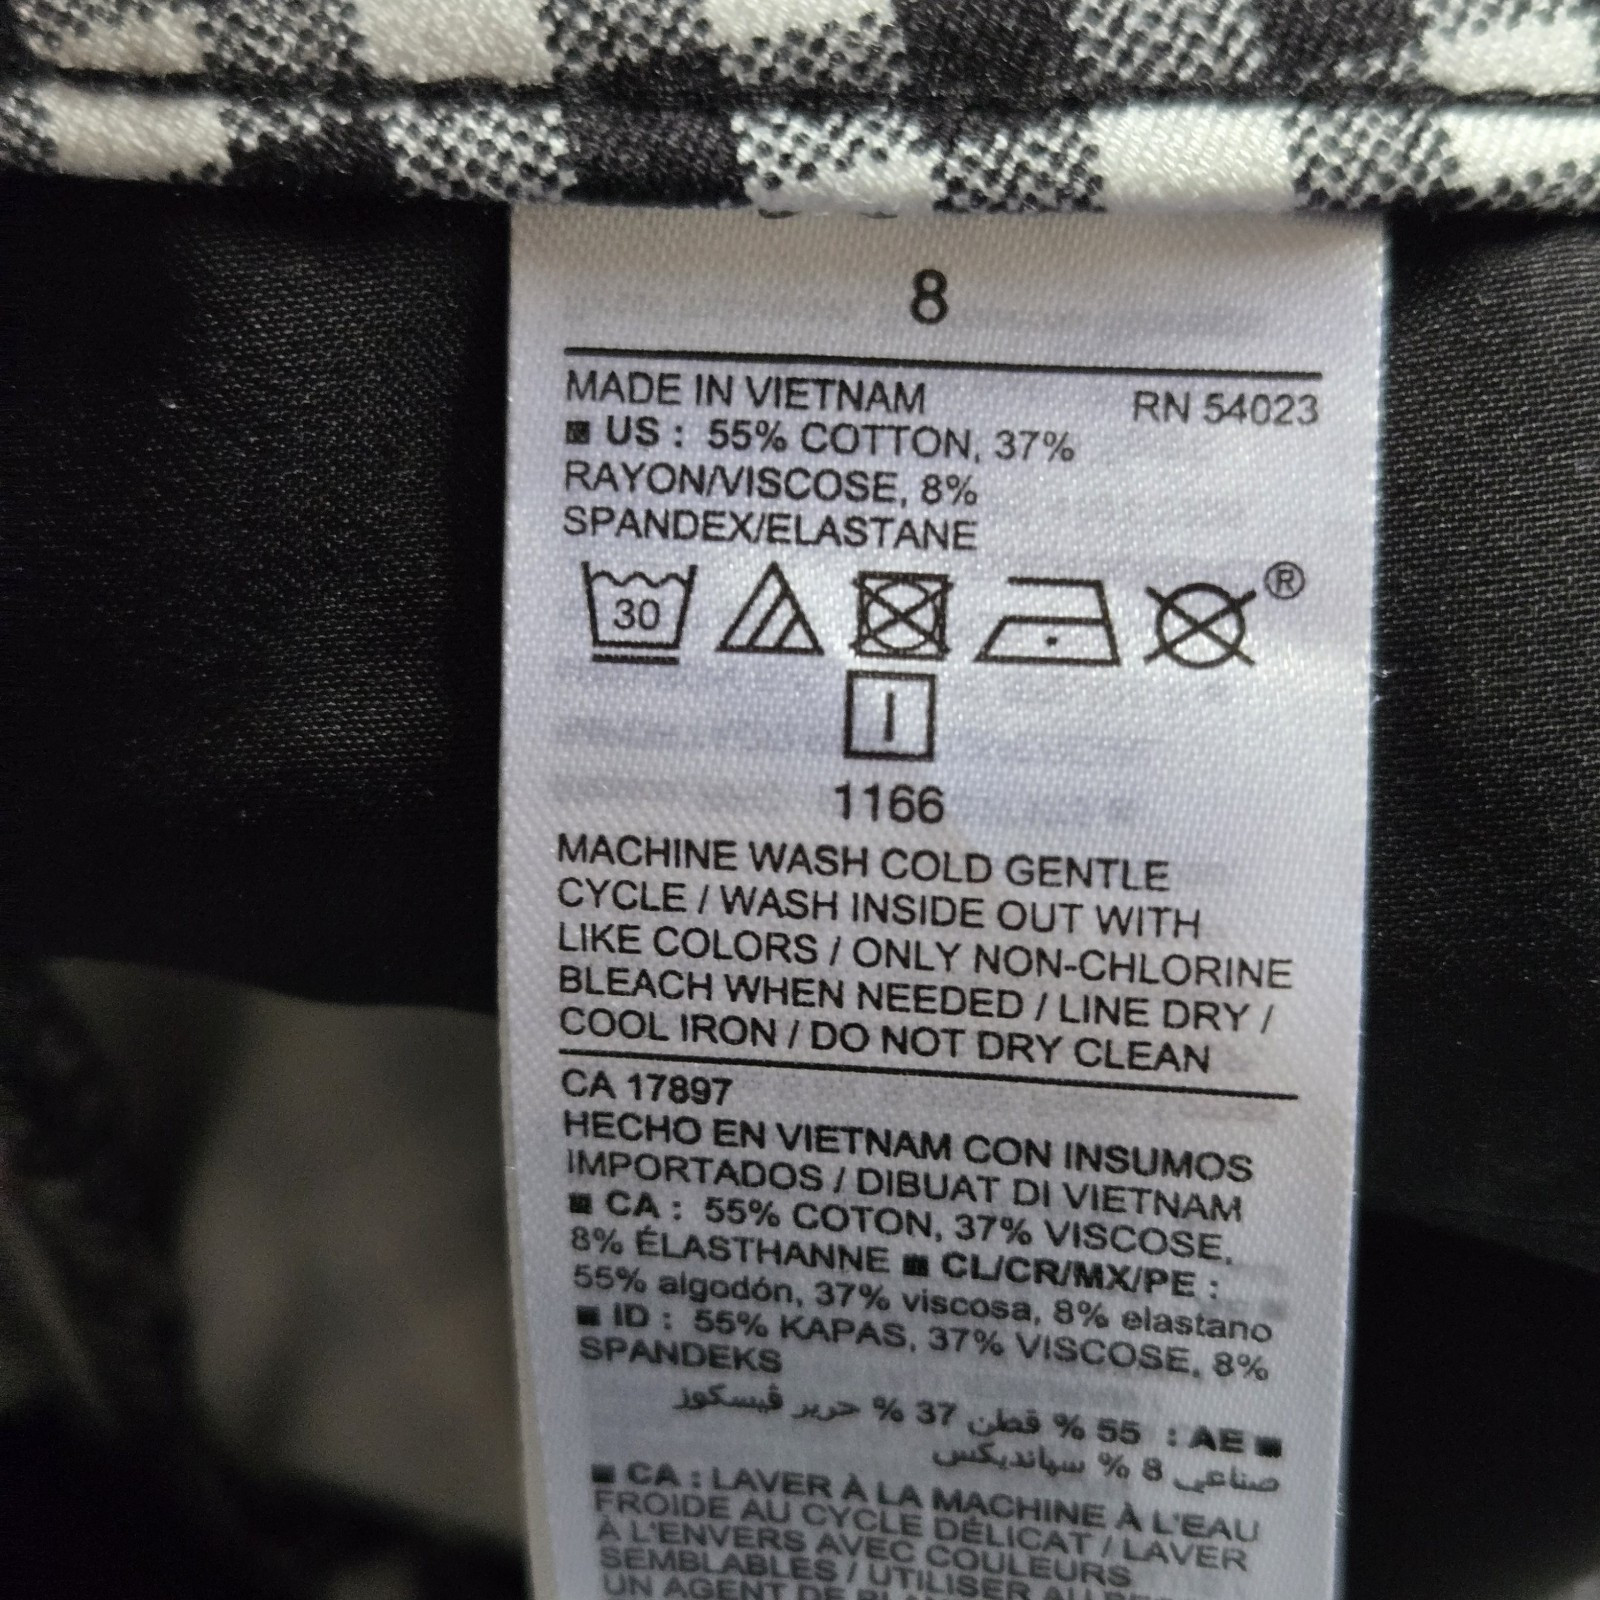 8
MADE IN VIETNAM RN 54023
US : 55% COTTON, 37%
RAYON/VISCOSE, 8%
SPANDEX/ELASTANE
30
®
1166
MACHINE WASH COLD GENTLE
CYCLE / WASH INSIDE OUT WITH
LIKE COLORS / ONLY NON-CHLORINE
BLEACH WHEN NEEDED / LINE DRY /
COOL IRON / DO NOT DRY CLEAN
CA 17897
HECHO EN VIETNAM CON INSUMOS
IMPORTADOS / DIBUAT DI VIETNAM
■ CA : 55% COTON, 37% VISCOSE,
8% ÉLASTHANNE ■ CL/CR/MX/PE :
55% algodón, 37% viscosa, 8% elastano
■ ID : 55% KAPAS, 37% VISCOSE, 8%
SPANDEKS
■ AE : 55 % قطن 37 % حرير ڤيسكوز
صناعي 8 % سپانديكس
■ CA : LAVER À LA MACHINE À L'EAU
FROIDE AU CYCLE DÉLICAT / LAVER
À L'ENVERS AVEC COULEURS
SEMBLABLES / UTILISER
UN AGENT DE